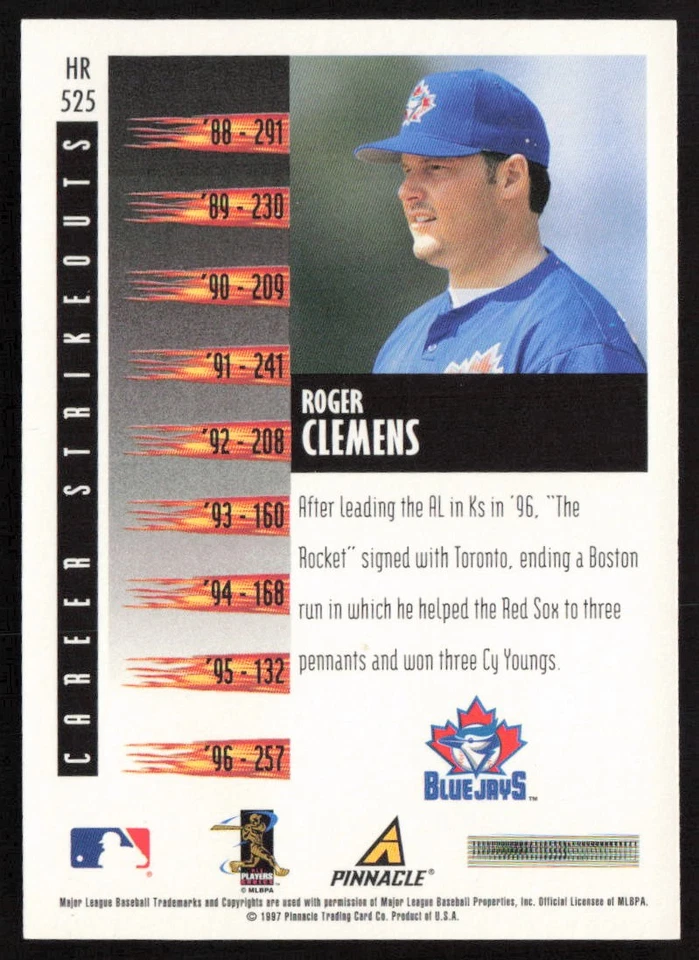 HR
525
CAREER STRIKEOUTS
'88 - 291
'89 - 230
'90 - 209
'91 - 241
'92 - 208
'93 - 160
'94 - 168
'95 - 132
'96 - 257
ROGER
CLEMENS
After leading the AL in Ks in '96, "The
Rocket" signed with Toronto, ending a Boston
run in which he helped the Red Sox to three
pennants and won three Cy Youngs.
BLUE JAYS™
PLAYERS
CHOICE
© MLBPA
PINNACLE®
Major League Baseball Trademarks and Copyrights are used with permission of Major League Baseball Properties, Inc. Official Licensee of MLBPA.
© 1997 Pinnacle Trading Card Co. Product of U.S.A.